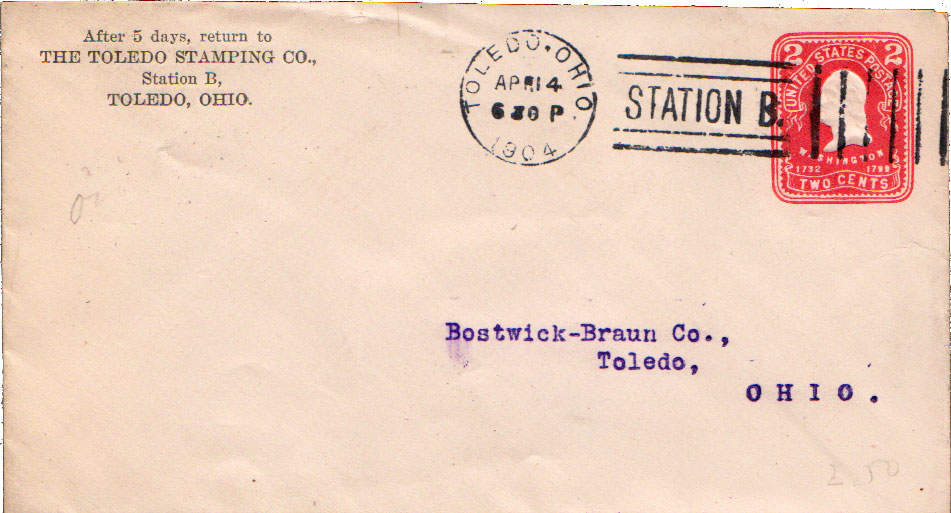 After 5 days, return to
THE TOLEDO STAMPING CO.,
Station B,
TOLEDO, OHIO.
TOLEDO, OHIO.
APR 14
6 30 P
1904
STATION B.
2 2
UNITED STATES POSTAGE
WASHINGTON
1732 1799
TWO CENTS
Bostwick-Braun Co.,
Toledo,
OHIO.
2.50